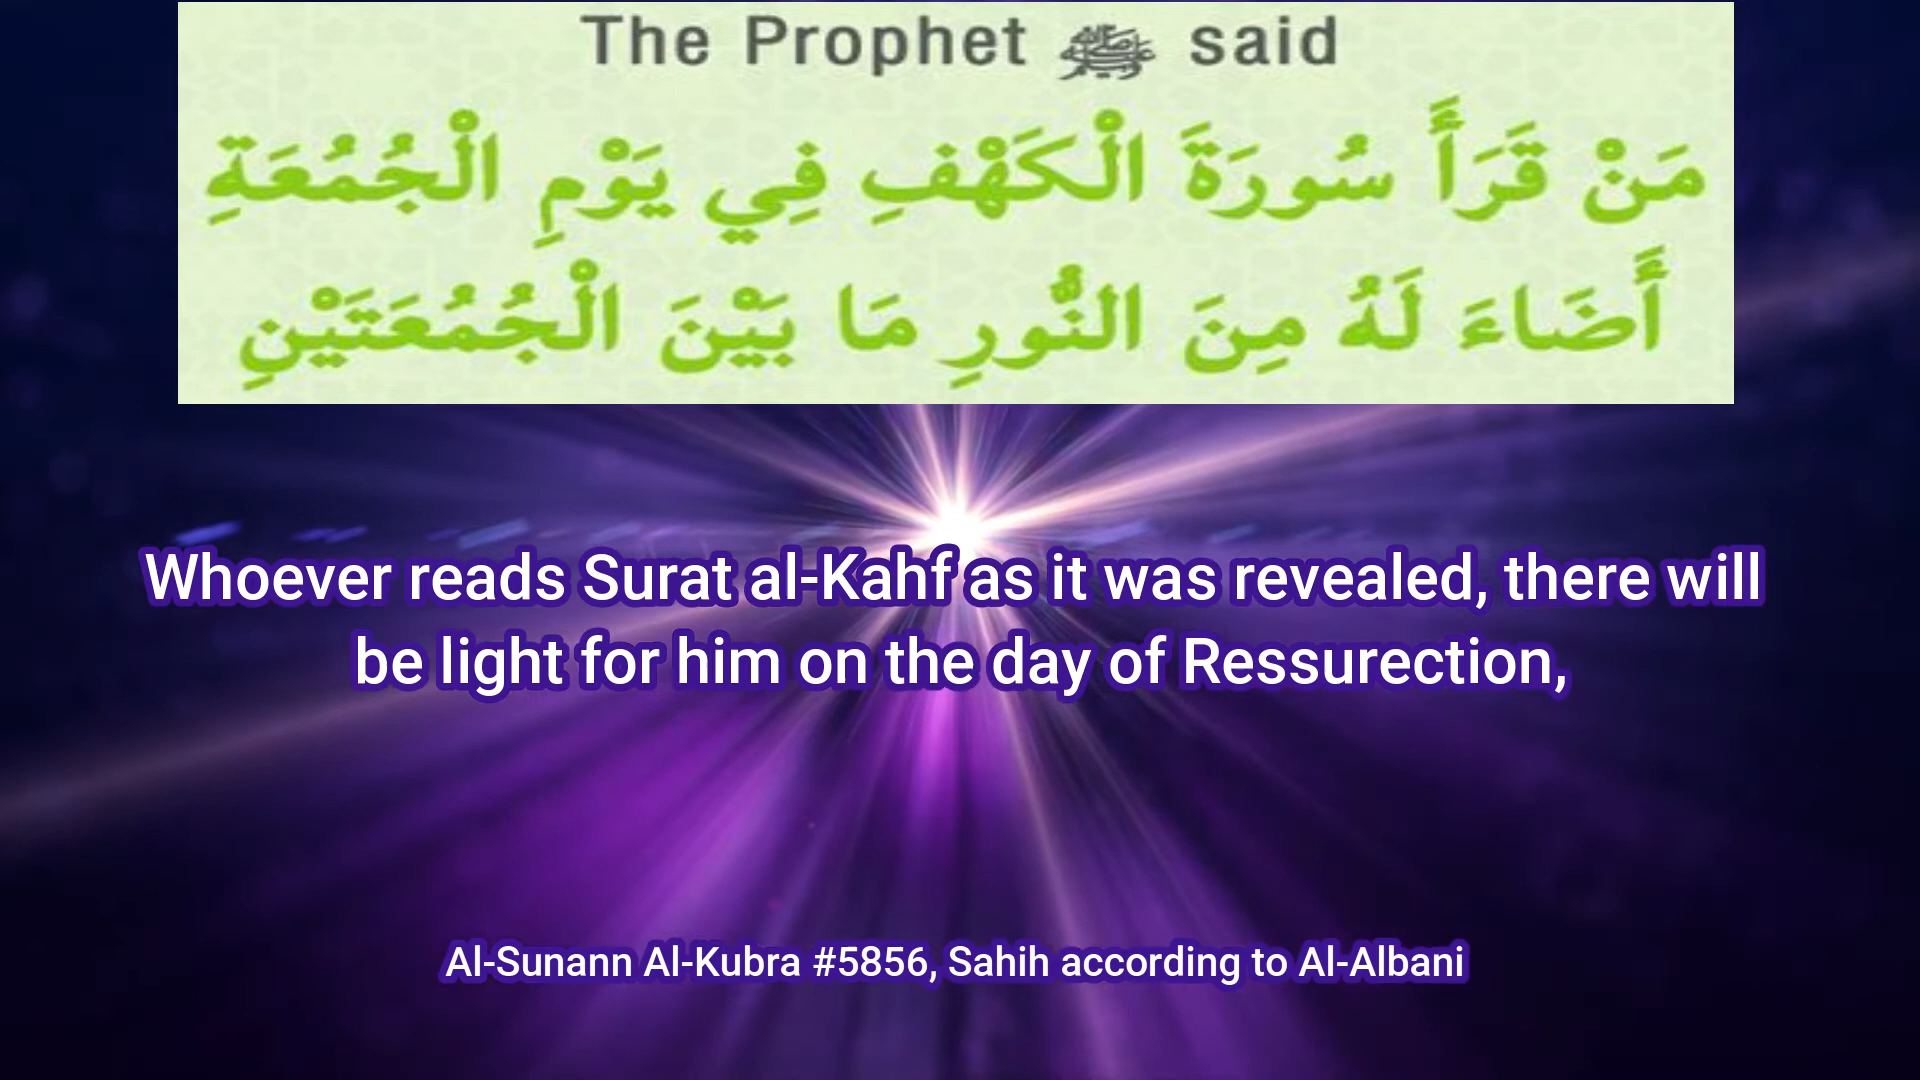 The Prophet ﷺ said
مَنْ قَرَأَ سُورَةَ الْكَهْفِ فِي يَوْمِ الْجُمُعَةِ
أَضَاءَ لَهُ مِنَ النُّورِ مَا بَيْنَ الْجُمُعَتَيْنِ
Whoever reads Surat al-Kahf as it was revealed, there will
be light for him on the day of Ressurection,
Al-Sunann Al-Kubra #5856, Sahih according to Al-Albani